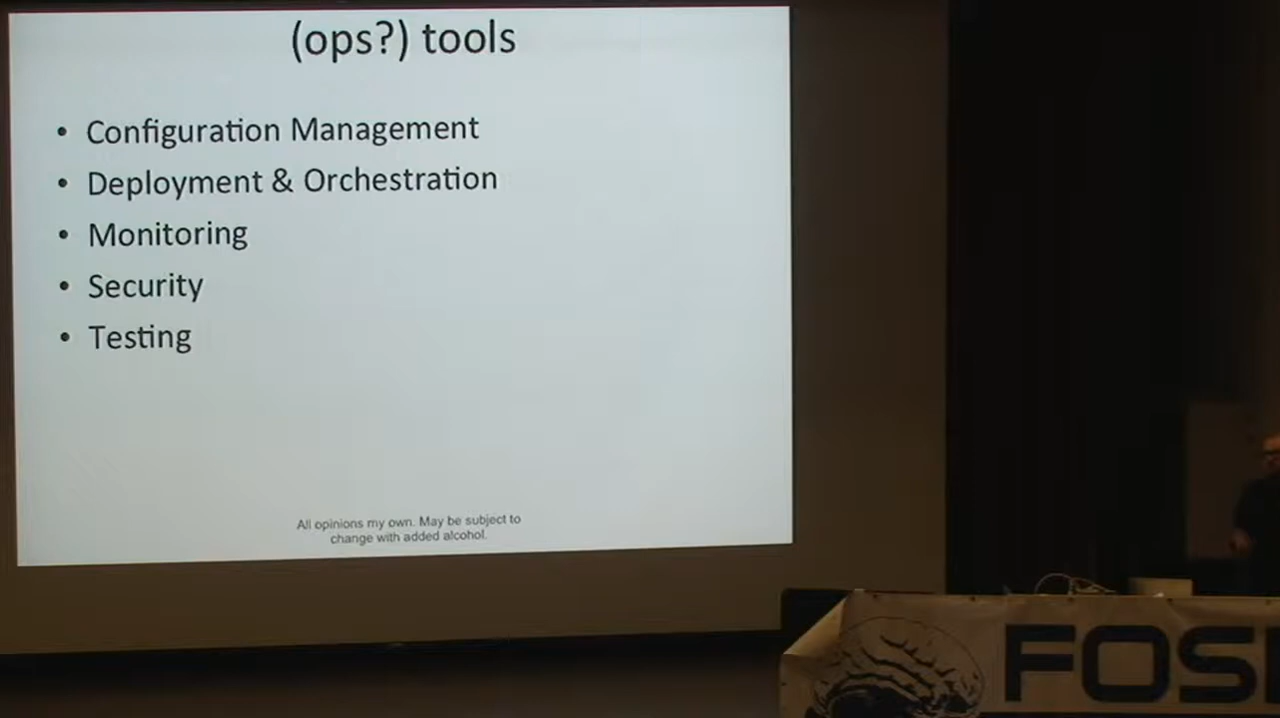 (ops?) tools
• Configuration Management
• Deployment & Orchestration
• Monitoring
• Security
• Testing
All opinions my own. May be subject to
change with added alcohol.
FOS